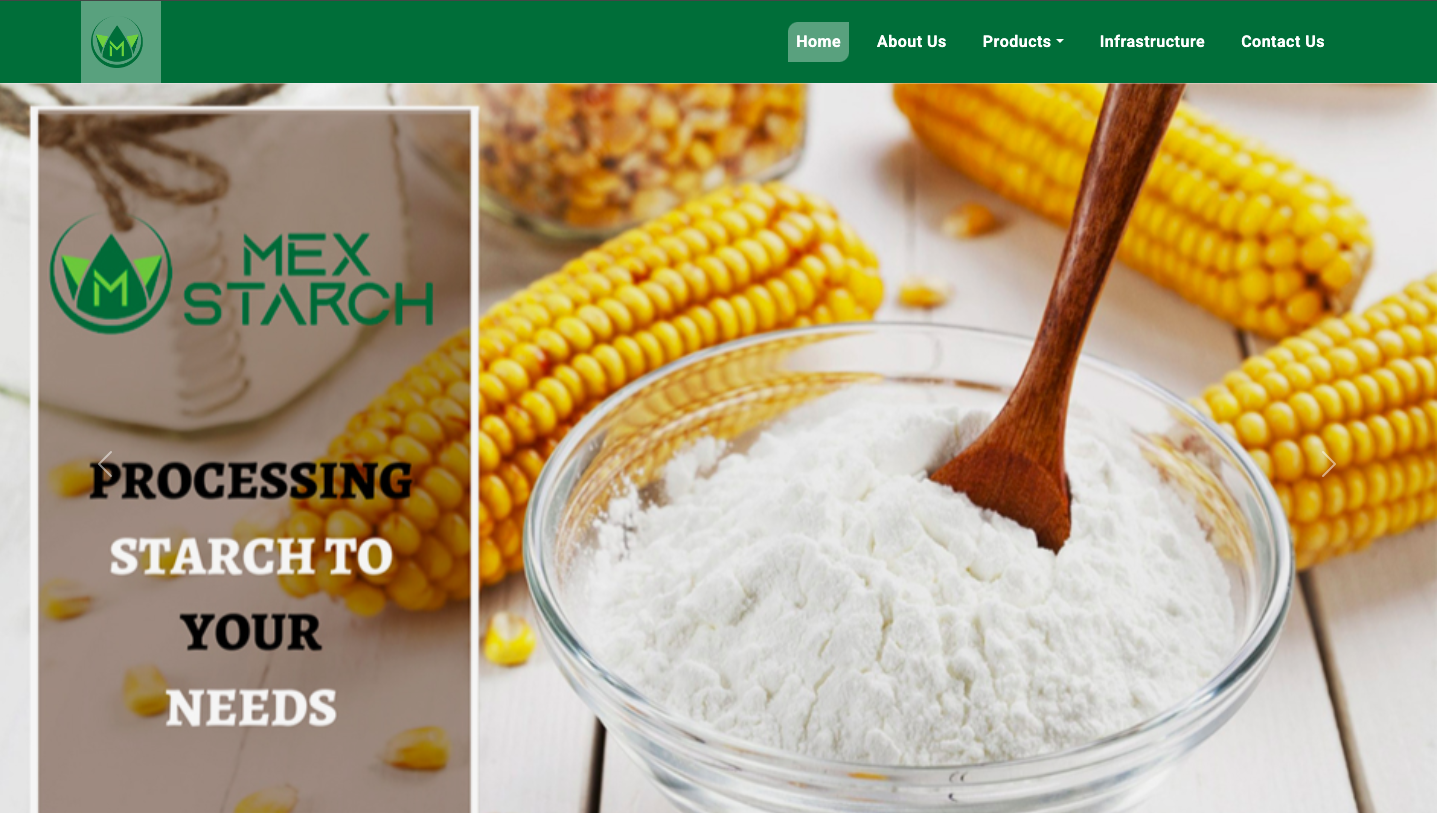 M
Home
About Us
Products
Infrastructure
Contact Us
M
MEX
STARCH
PROCESSING
STARCH TO
YOUR
NEEDS